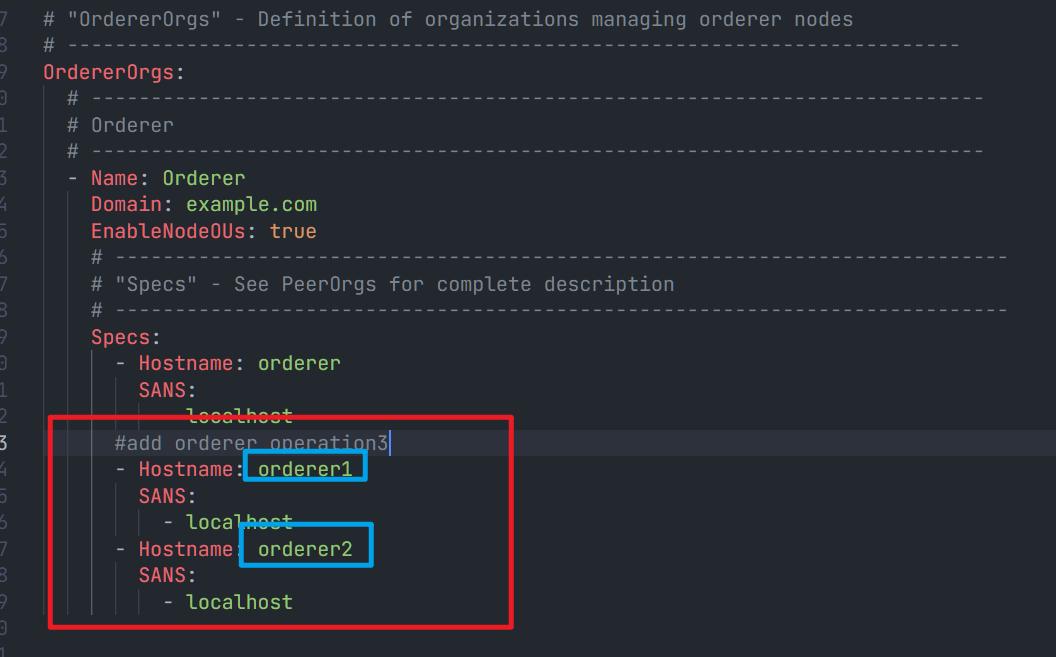 7 # "OrdererOrgs" - Definition of organizations managing orderer nodes
8 # ---------------------------------------------------------------------------
9 OrdererOrgs:
0 # ---------------------------------------------------------------------------
1 # Orderer
2 # ---------------------------------------------------------------------------
3 - Name: Orderer
4 Domain: example.com
5 EnableNodeOUs: true
6 # ---------------------------------------------------------------------------
7 # "Specs" - See PeerOrgs for complete description
8 # ---------------------------------------------------------------------------
9 Specs:
0 - Hostname: orderer
1 SANS:
2 localhost
3 #add orderer operation3
4 - Hostname: orderer1
5 SANS:
6 - localhost
7 - Hostname: orderer2
8 SANS:
9 - localhost
0
1